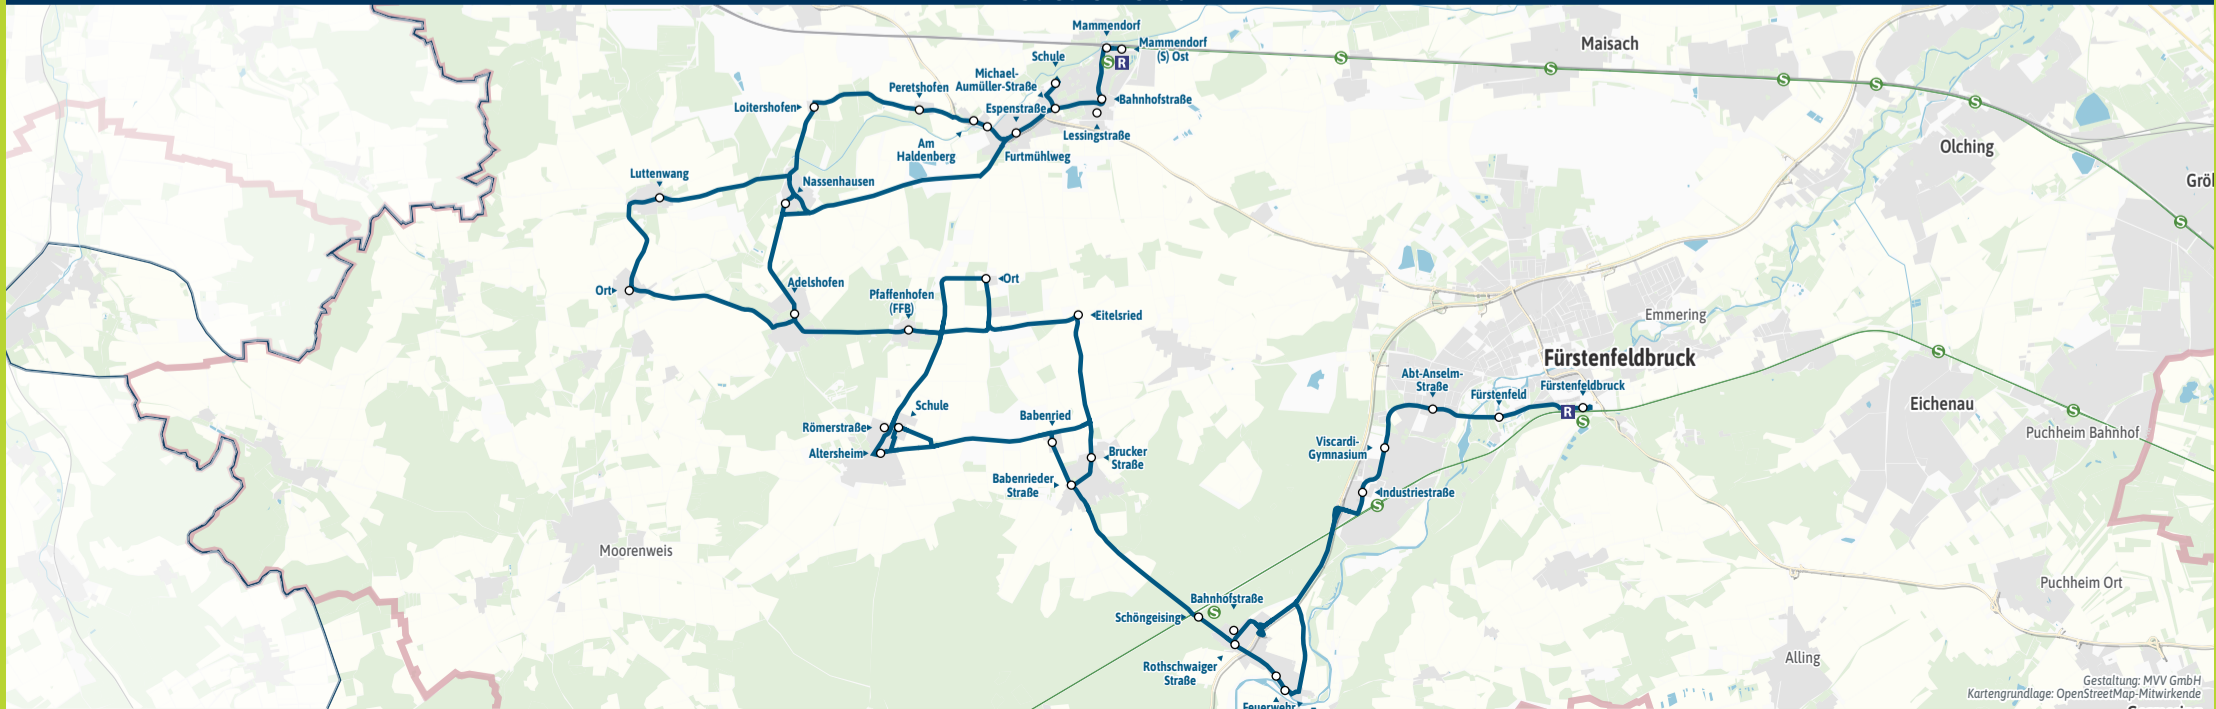 Mammendorf
Mammendorf
(S) Ost
Maisach
Schule
S
R
Michael-
Aumüller-Straße
Peretshofen
Loitershofen
Espenstraße
Bahnhofstraße
Lessingstraße
Am
Haldenberg
Furtmühlweg
Olching
Luttenwang
Nassenhausen
S
S
S
S
S
S
Ort
Adelshofen
Pfaffenhofen
(FFB)
Ort
Eitelsried
Emmering
Fürstenfeldbruck
Abt-Anselm-
Straße
Fürstenfeld
Fürstenfeldbruck
R
S
S
S
Eichenau
Puchheim Bahnhof
Schule
Römerstraße
Altersheim
Babenried
Brucker
Straße
Babenrieder
Straße
Viscardi-
Gymnasium
Industriestraße
S
Moorenweis
Puchheim Ort
Bahnhofstraße
S
Schöngeising
Rothschwaiger
Straße
Alling
Feuerwehr
Gestaltung: MVV GmbH
Kartengrundlage: OpenStreetMap-Mitwirkende